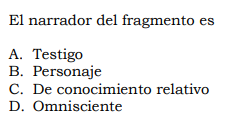 El narrador del fragmento es
A. Testigo
B. Personaje
C. De conocimiento relativo
D. Omnisciente